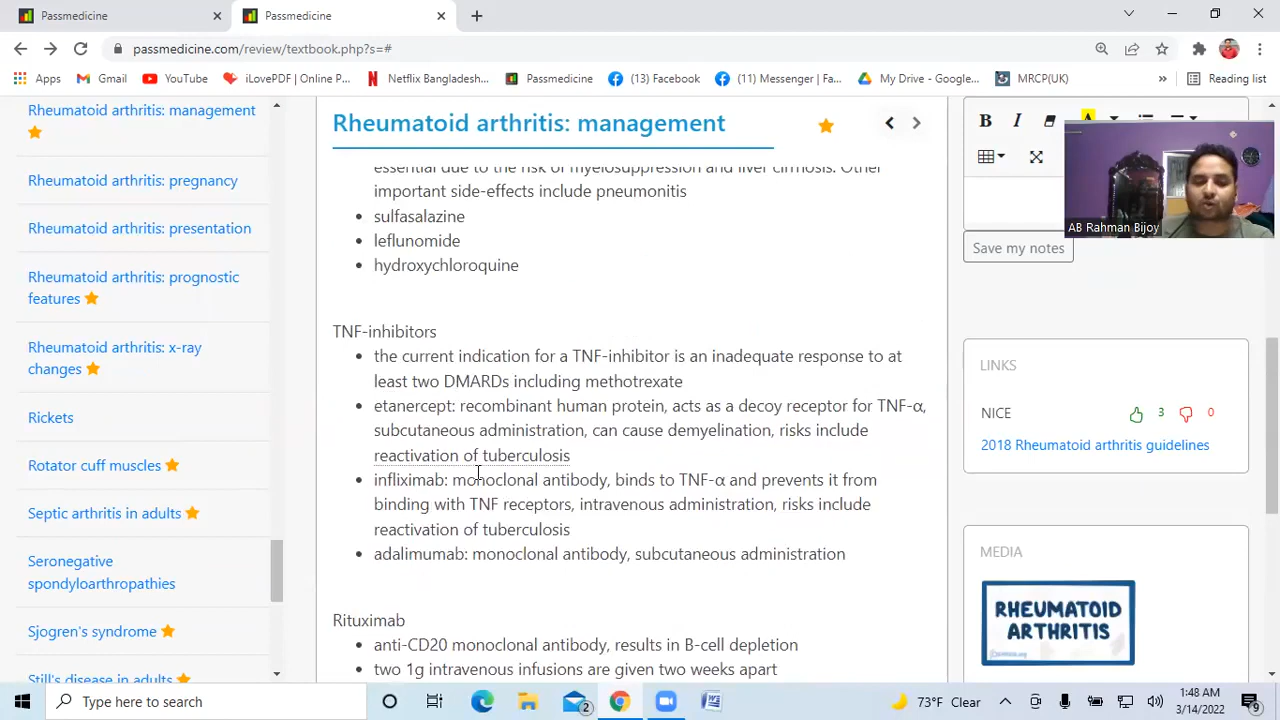 Passmedicine
Passmedicine
passmedicine.com/review/textbook.php?s=#
Apps
Gmail
YouTube
iLovePDF | Online P...
Netflix Bangladesh...
Passmedicine
(13) Facebook
(11) Messenger | Fa...
My Drive - Google...
MRCP(UK)
»
Reading list
Rheumatoid arthritis: management
Rheumatoid arthritis: pregnancy
Rheumatoid arthritis: presentation
Rheumatoid arthritis: prognostic
features
Rheumatoid arthritis: x-ray
changes
Rickets
Rotator cuff muscles
Septic arthritis in adults
Seronegative
spondyloarthropathies
Sjogren's syndrome
Still's disease in adults
Rheumatoid arthritis: management
essential due to the risk of myelosuppression and liver cirrhosis. Other
important side-effects include pneumonitis
• sulfasalazine
• leflunomide
• hydroxychloroquine
TNF-inhibitors
• the current indication for a TNF-inhibitor is an inadequate response to at
least two DMARDs including methotrexate
• etanercept: recombinant human protein, acts as a decoy receptor for TNF-α,
subcutaneous administration, can cause demyelination, risks include
reactivation of tuberculosis
• infliximab: monoclonal antibody, binds to TNF-α and prevents it from
binding with TNF receptors, intravenous administration, risks include
reactivation of tuberculosis
• adalimumab: monoclonal antibody, subcutaneous administration
Rituximab
• anti-CD20 monoclonal antibody, results in B-cell depletion
• two 1g intravenous infusions are given two weeks apart
B I A
AB Rahman Bijoy
Save my notes
LINKS
NICE 3 0
2018 Rheumatoid arthritis guidelines
MEDIA
RHEUMATOID
ARTHRITIS
Type here to search
2
73°F Clear
1:48 AM
3/14/2022
9